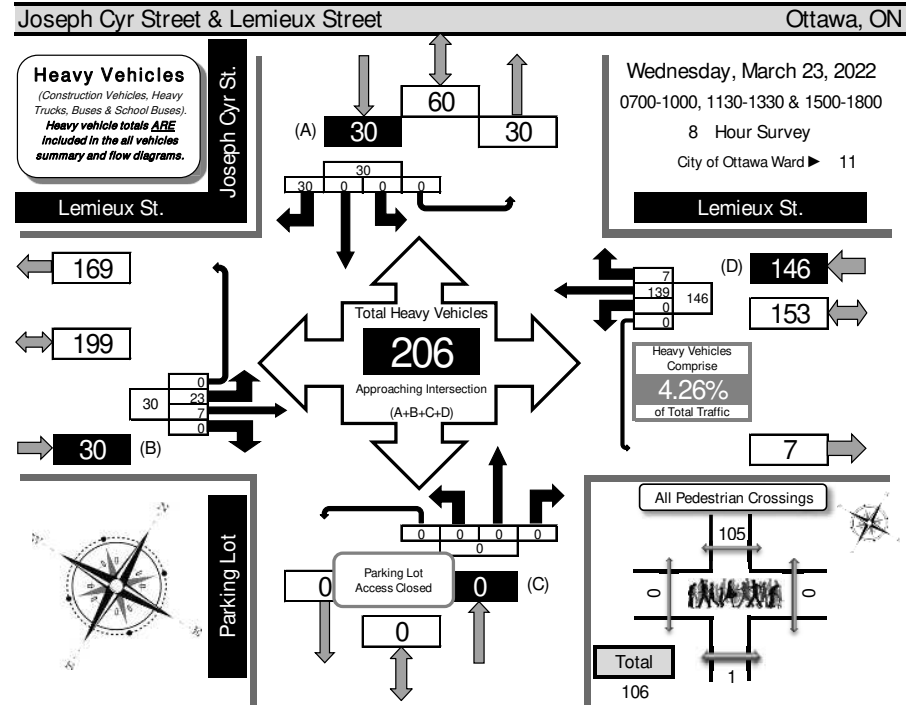 Joseph Cyr Street & Lemieux Street
Ottawa, ON
Heavy Vehicles
(Construction Vehicles, Heavy
Trucks, Buses & School Buses).
Heavy vehicle totals ARE
included in the all vehicles
summary and flow diagrams.
Joseph Cyr St.
Lemieux St.
(A)
30
60
30
30
30
0
0
0
Wednesday, March 23, 2022
0700-1000, 1130-1330 & 1500-1800
8 Hour Survey
City of Ottawa Ward ► 11
Lemieux St.
169
199
30
0
23
7
0
30
(B)
Total Heavy Vehicles
206
Approaching Intersection
(A+B+C+D)
7
139
0
0
146
(D)
146
153
Heavy Vehicles
Comprise
4.26%
of Total Traffic
7
N
E
Parking Lot
0
0
0
0
0
0
Parking Lot
Access Closed
0
(C)
0
All Pedestrian Crossings
105
0
0
1
Total
106